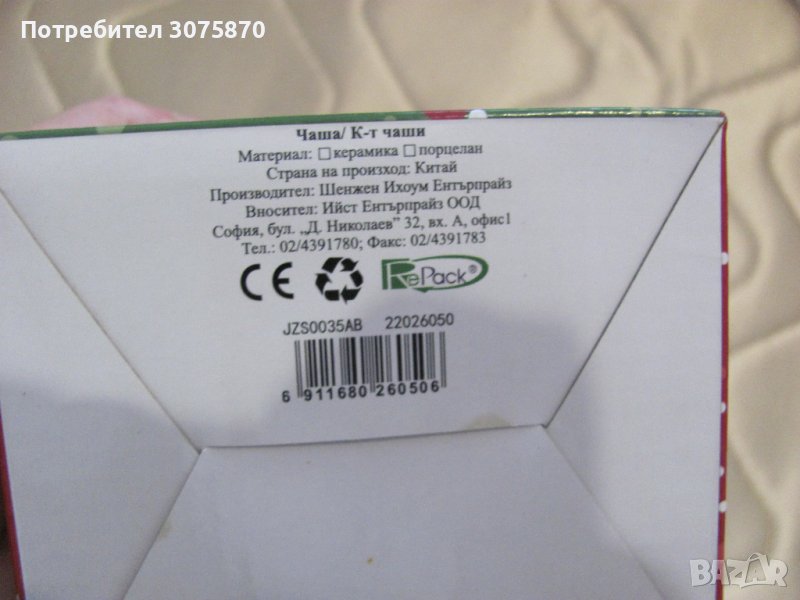 Потребител 3075870
Чаша/ К-т чаши
Материал: керамика порцелан
Страна на произход: Китай
Производител: Шенжен Ихоум Ентърпрайз
Вносител: Ийст Ентърпрайз ООД
София, бул. „Д. Николаев” 32, вх. А, офис1
Тел.: 02/4391780; Факс: 02/4391783
CE RePack®
JZS0035AB 22026050
6 911680 260506
BAZAR